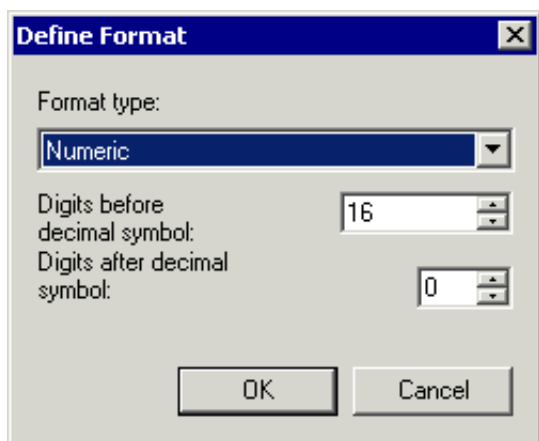 Define Format
Format type:
Numeric
Digits before
decimal symbol:
16
Digits after decimal
symbol:
0
OK
Cancel